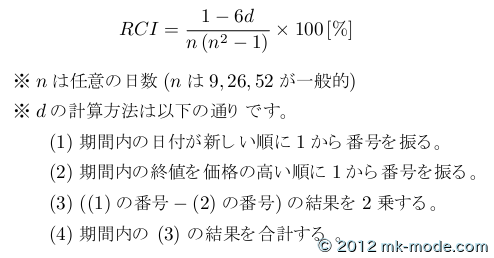 RCI = \frac{1 - 6d}{n(n^2 - 1)} × 100 [%]
※ n は任意の日数 (n は 9, 26, 52 が一般的)
※ d の計算方法は以下の通りです。
(1) 期間内の日付が新しい順に 1 から番号を振る。
(2) 期間内の終値を価格の高い順に 1 から番号を振る。
(3) ((1) の番号 − (2) の番号) の結果を 2 乗する。
(4) 期間内の (3) の結果を合計する。
© 2012 mk-mode.com